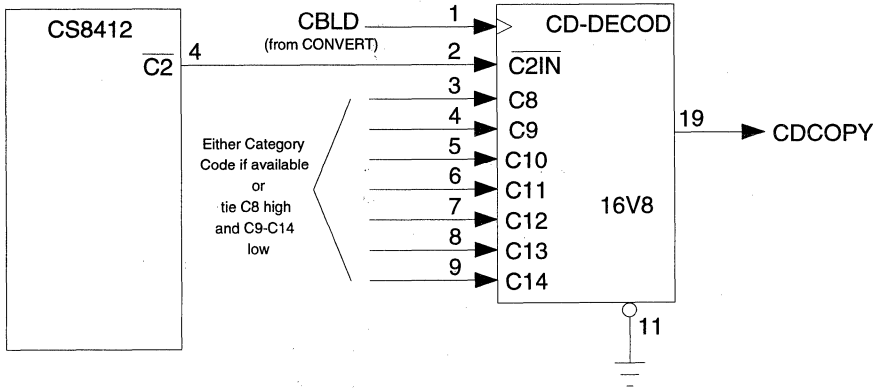 CS8412
C2
4
CBLD
(from CONVERT)
1
2
3
4
5
6
7
8
9
Either Category
Code if available
or
tie C8 high
and C9-C14
low
CD-DECOD
C2IN
C8
C9
C10
C11
C12
C13
C14
16V8
19
CDCOPY
11